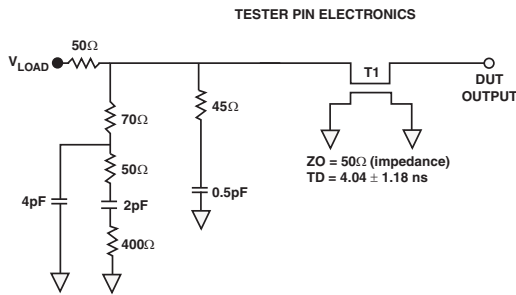 TESTER PIN ELECTRONICS
50Ω
VLOAD
T1
DUT
OUTPUT
70Ω
45Ω
50Ω
ZO = 50Ω (impedance)
TD = 4.04 ± 1.18 ns
4pF
2pF
0.5pF
400Ω